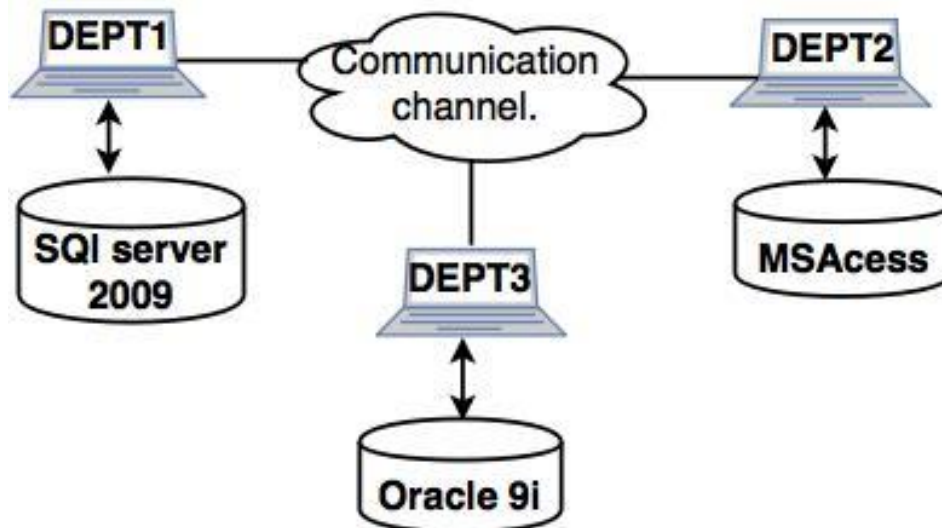 DEPT1
Communication
channel.
DEPT2
SQl server
2009
MSAcess
DEPT3
Oracle 9i